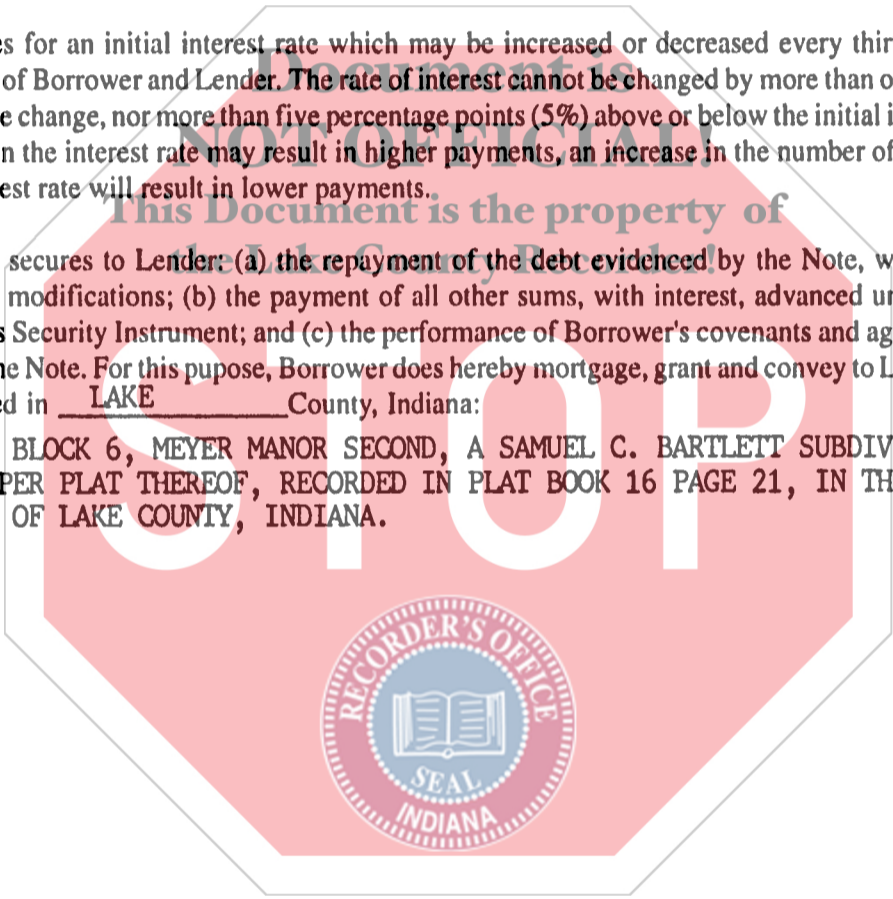 s for an initial interest rate which may be increased or decreased every thir
of Borrower and Lender. The rate of interest cannot be changed by more than o
Document is
e change, nor more than five percentage points (5%) above or below the initial i
NOT OFFICIAL!
n the interest rate may result in higher payments, an increase in the number of
est rate will result in lower payments.
This Document is the property of
the Lake County Recorder!
secures to Lender: (a) the repayment of the debt evidenced by the Note, w
modifications; (b) the payment of all other sums, with interest, advanced u
s Security Instrument; and (c) the performance of Borrower's covenants and ag
e Note. For this pupose, Borrower does hereby mortgage, grant and convey to L
d in LAKE County, Indiana:
BLOCK 6, MEYER MANOR SECOND, A SAMUEL C. BARTLETT SUBDIV
PER PLAT THEREOF, RECORDED IN PLAT BOOK 16 PAGE 21, IN TH
OF LAKE COUNTY, INDIANA.
STOP
RECORDER'S OFFICE
SEAL
INDIANA